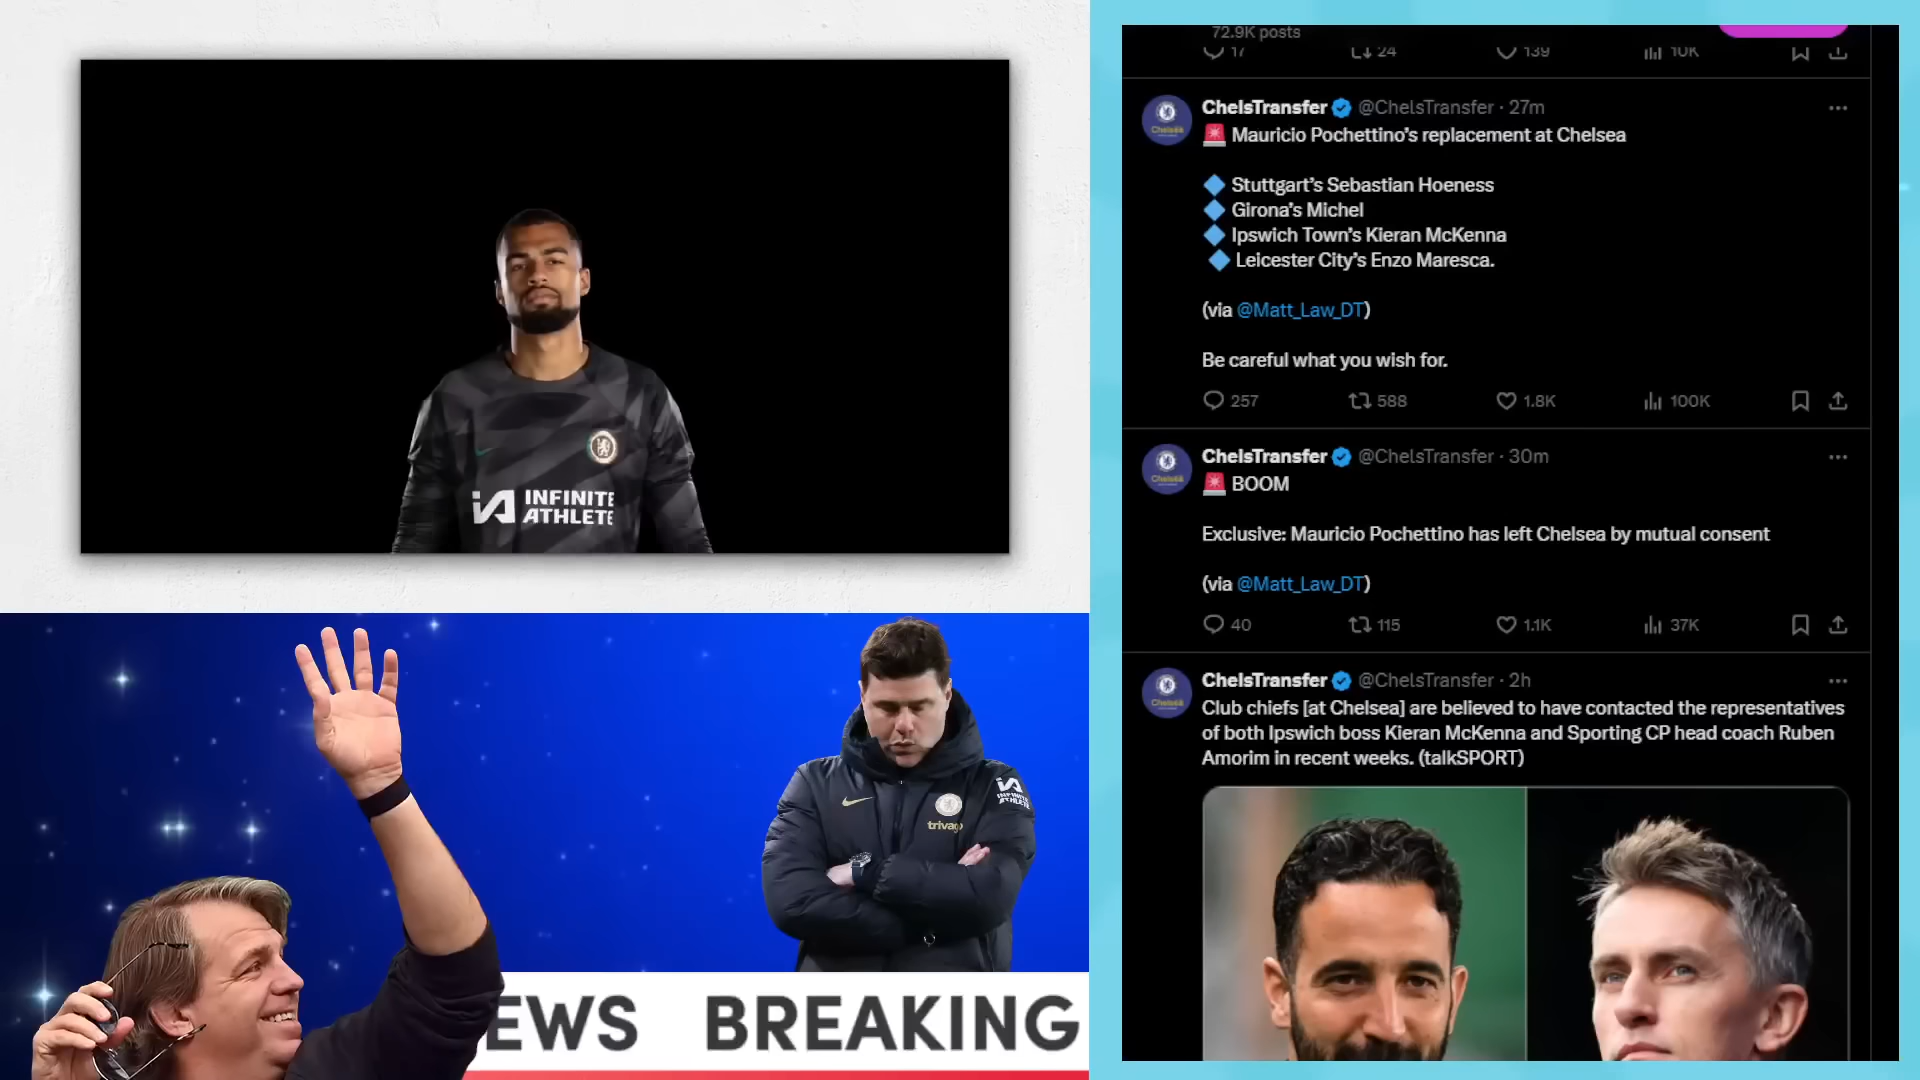 INFINITE
ATHLETE
trivago
EWS BREAKING
72.9K posts
17 24 139 10K
ChelsTransfer @ChelsTransfer · 27m
🚨 Mauricio Pochettino's replacement at Chelsea
🔷 Stuttgart's Sebastian Hoeness
🔷 Girona's Michel
🔷 Ipswich Town's Kieran McKenna
🔷 Leicester City's Enzo Maresca.
(via @Matt_Law_DT)
Be careful what you wish for.
257 588 1.8K 100K
ChelsTransfer @ChelsTransfer · 30m
🚨 BOOM
Exclusive: Mauricio Pochettino has left Chelsea by mutual consent
(via @Matt_Law_DT)
40 115 1.1K 37K
ChelsTransfer @ChelsTransfer · 2h
Club chiefs [at Chelsea] are believed to have contacted the representatives
of both Ipswich boss Kieran McKenna and Sporting CP head coach Ruben
Amorim in recent weeks. (talkSPORT)